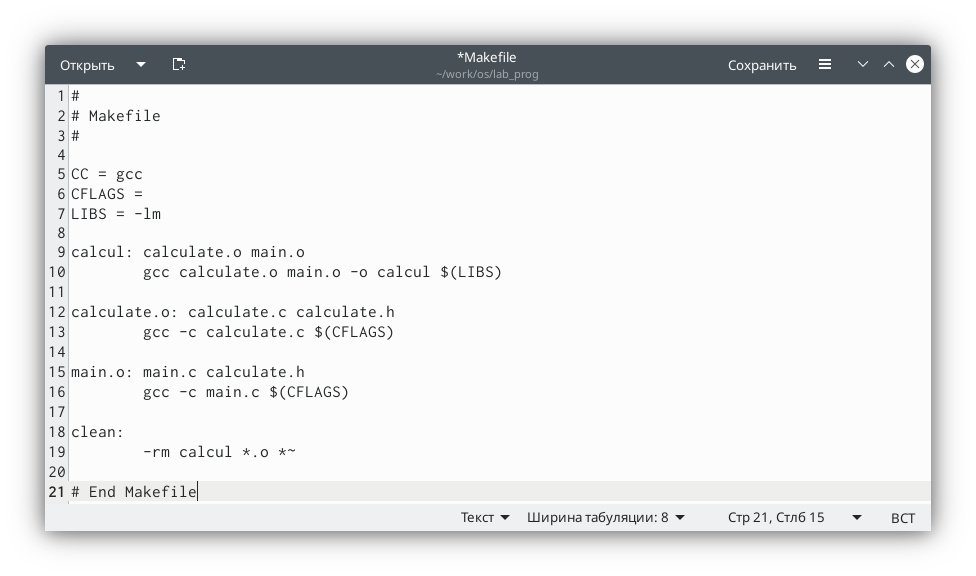 Открыть *Makefile Сохранить
~/work/os/lab_prog
1 #
2 # Makefile
3 #
4
5 CC = gcc
6 CFLAGS =
7 LIBS = -lm
8
9 calcul: calculate.o main.o
10 gcc calculate.o main.o -o calcul $(LIBS)
11
12 calculate.o: calculate.c calculate.h
13 gcc -c calculate.c $(CFLAGS)
14
15 main.o: main.c calculate.h
16 gcc -c main.c $(CFLAGS)
17
18 clean:
19 -rm calcul *.o *~
20
21 # End Makefile
Текст Ширина табуляции: 8 Стр 21, Стлб 15 ВСТ